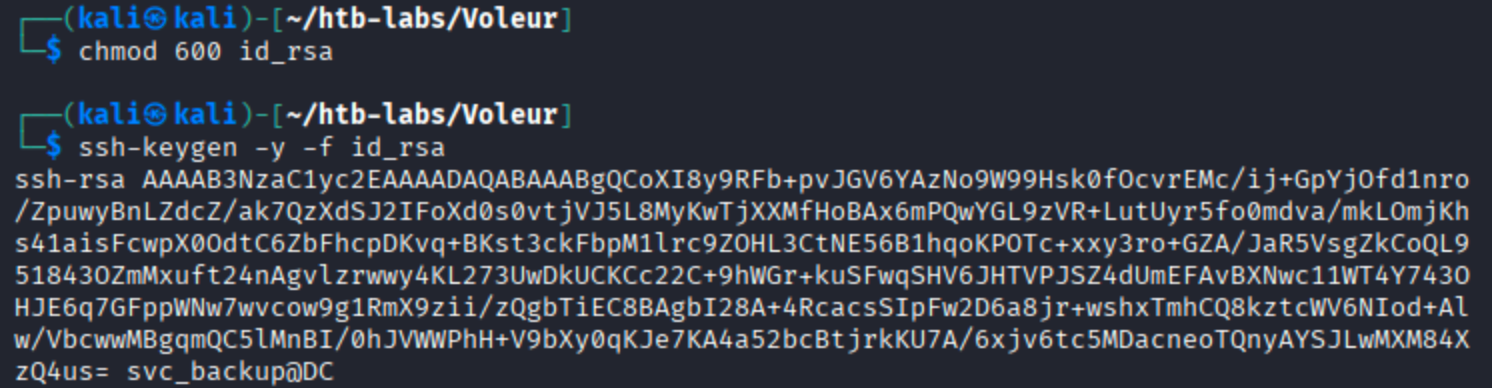 ┌──(kali㉿kali)-[~/htb-labs/Voleur]
└─$ chmod 600 id_rsa
┌──(kali㉿kali)-[~/htb-labs/Voleur]
└─$ ssh-keygen -y -f id_rsa
ssh-rsa AAAAB3NzaC1yc2EAAAADAQABAAABgQCoXI8y9RFb+pvJGV6YAzNo9W99Hsk0fOcvrEMc/ij+GpYjOfd1nro
/ZpuwyBnLZdcZ/ak7QzXdSJ2IFoXd0s0vtjVJ5L8MyKwTjXXMfHoBAx6mPQwYGL9zVR+LutUyr5fo0mdva/mkLOmjKh
s41aisFcwpX0OdtC6ZbFhcpDKvq+BKst3ckFbpM1lrc9ZOHL3CtNE56B1hqoKPOTc+xxy3ro+GZA/JaR5VsgZkCoQL9
51843OZmMxuft24nAgvlzrwwy4KL273UwDkUCKCc22C+9hWGr+kuSFwqSHV6JHTVPJSZ4dUmEFAvBXNwc11WT4Y743O
HJE6q7GFppWNw7wvcow9g1RmX9zii/zQgbTiEC8BAgbI28A+4RcacsSIpFw2D6a8jr+wshxTmhCQ8kztcWV6NIod+Al
w/VbcwwMBgqmQC5lMnBI/0hJVWWPhH+V9bXy0qKJe7KA4a52bcBtjrkKU7A/6xjv6tc5MDacneoTQnyAYSJLwMXM84X
zQ4us= svc_backup@DC